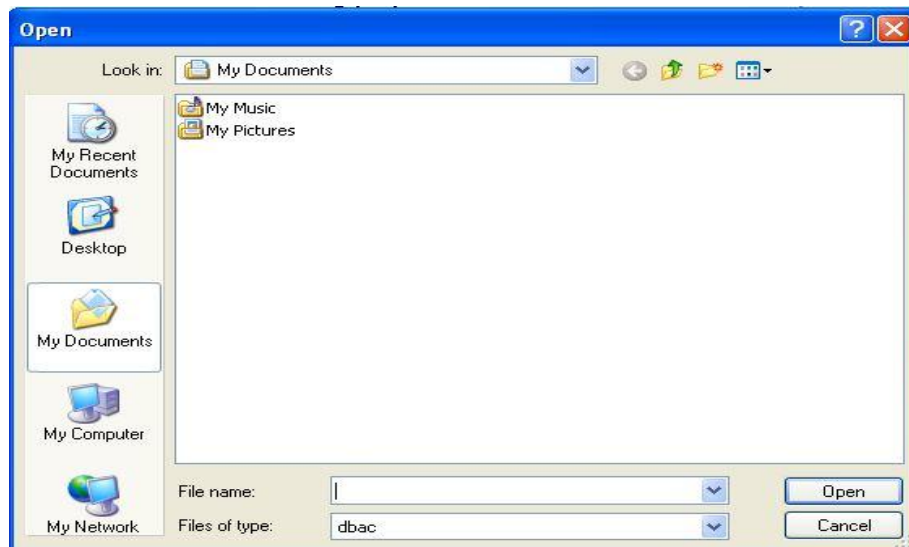 Open
Look in:
My Documents
My Music
My Pictures
My Recent
Documents
Desktop
My Documents
My Computer
My Network
File name:
Open
Files of type:
dbac
Cancel